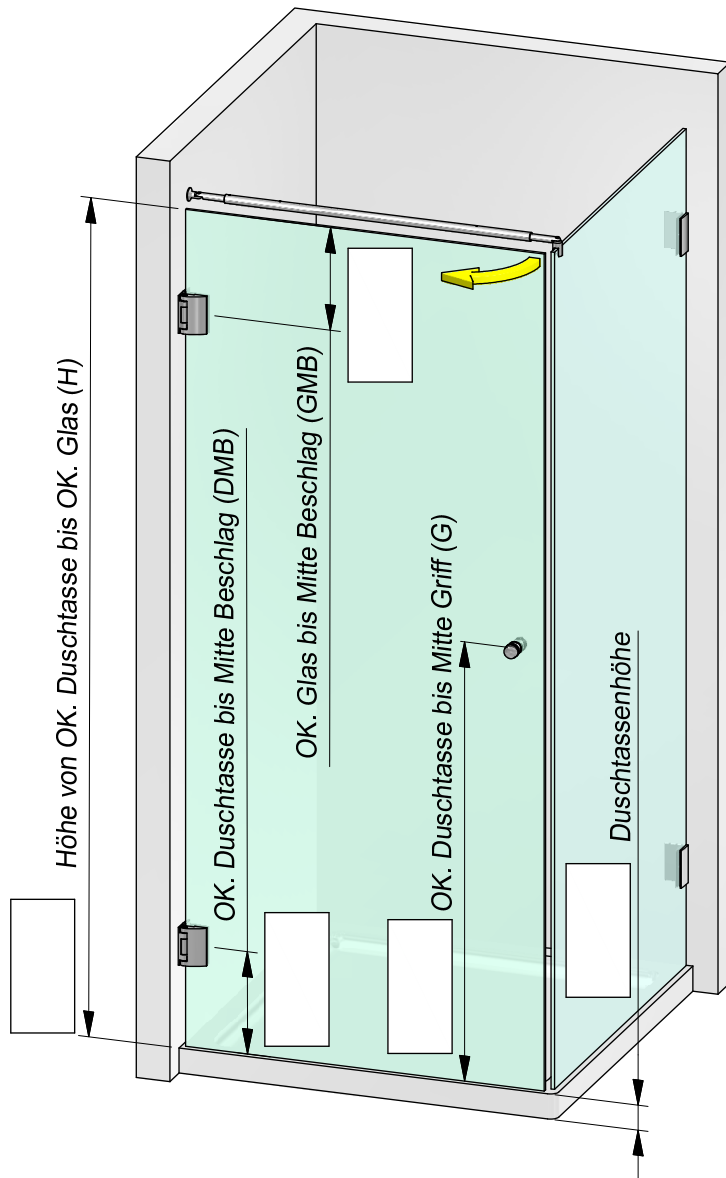 Höhe von OK. Duschtasse bis OK. Glas (H)
OK. Duschtasse bis Mitte Beschlag (DMB)
OK. Glas bis Mitte Beschlag (GMB)
OK. Duschtasse bis Mitte Griff (G)
Duschtassenhöhe